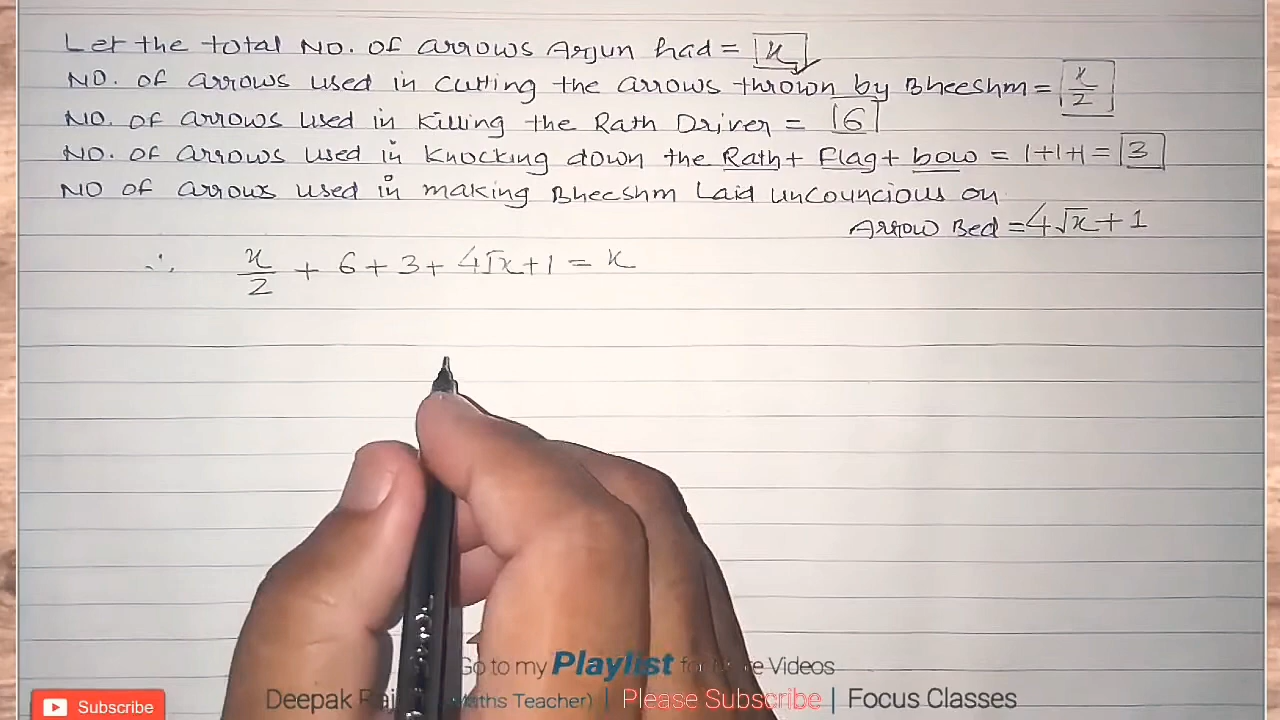 Let the total NO. of arrows Arjun had = x
NO. of arrows used in cutting the arrows thrown by Bheeshm = x/2
NO. of arrows used in killing the Rath Driver = 6
NO. of arrows used in knocking down the Rath + Flag + bow = 1+1+1 = 3
NO of arrows used in making Bheeshm Laid uncouncious on
Arrow Bed = 4√x + 1
∴ x/2 + 6 + 3 + 4√x + 1 = x
Go to my Playlist for Videos
Deepak Maths Teacher) | Please Subscribe | Focus Classes
Subscribe